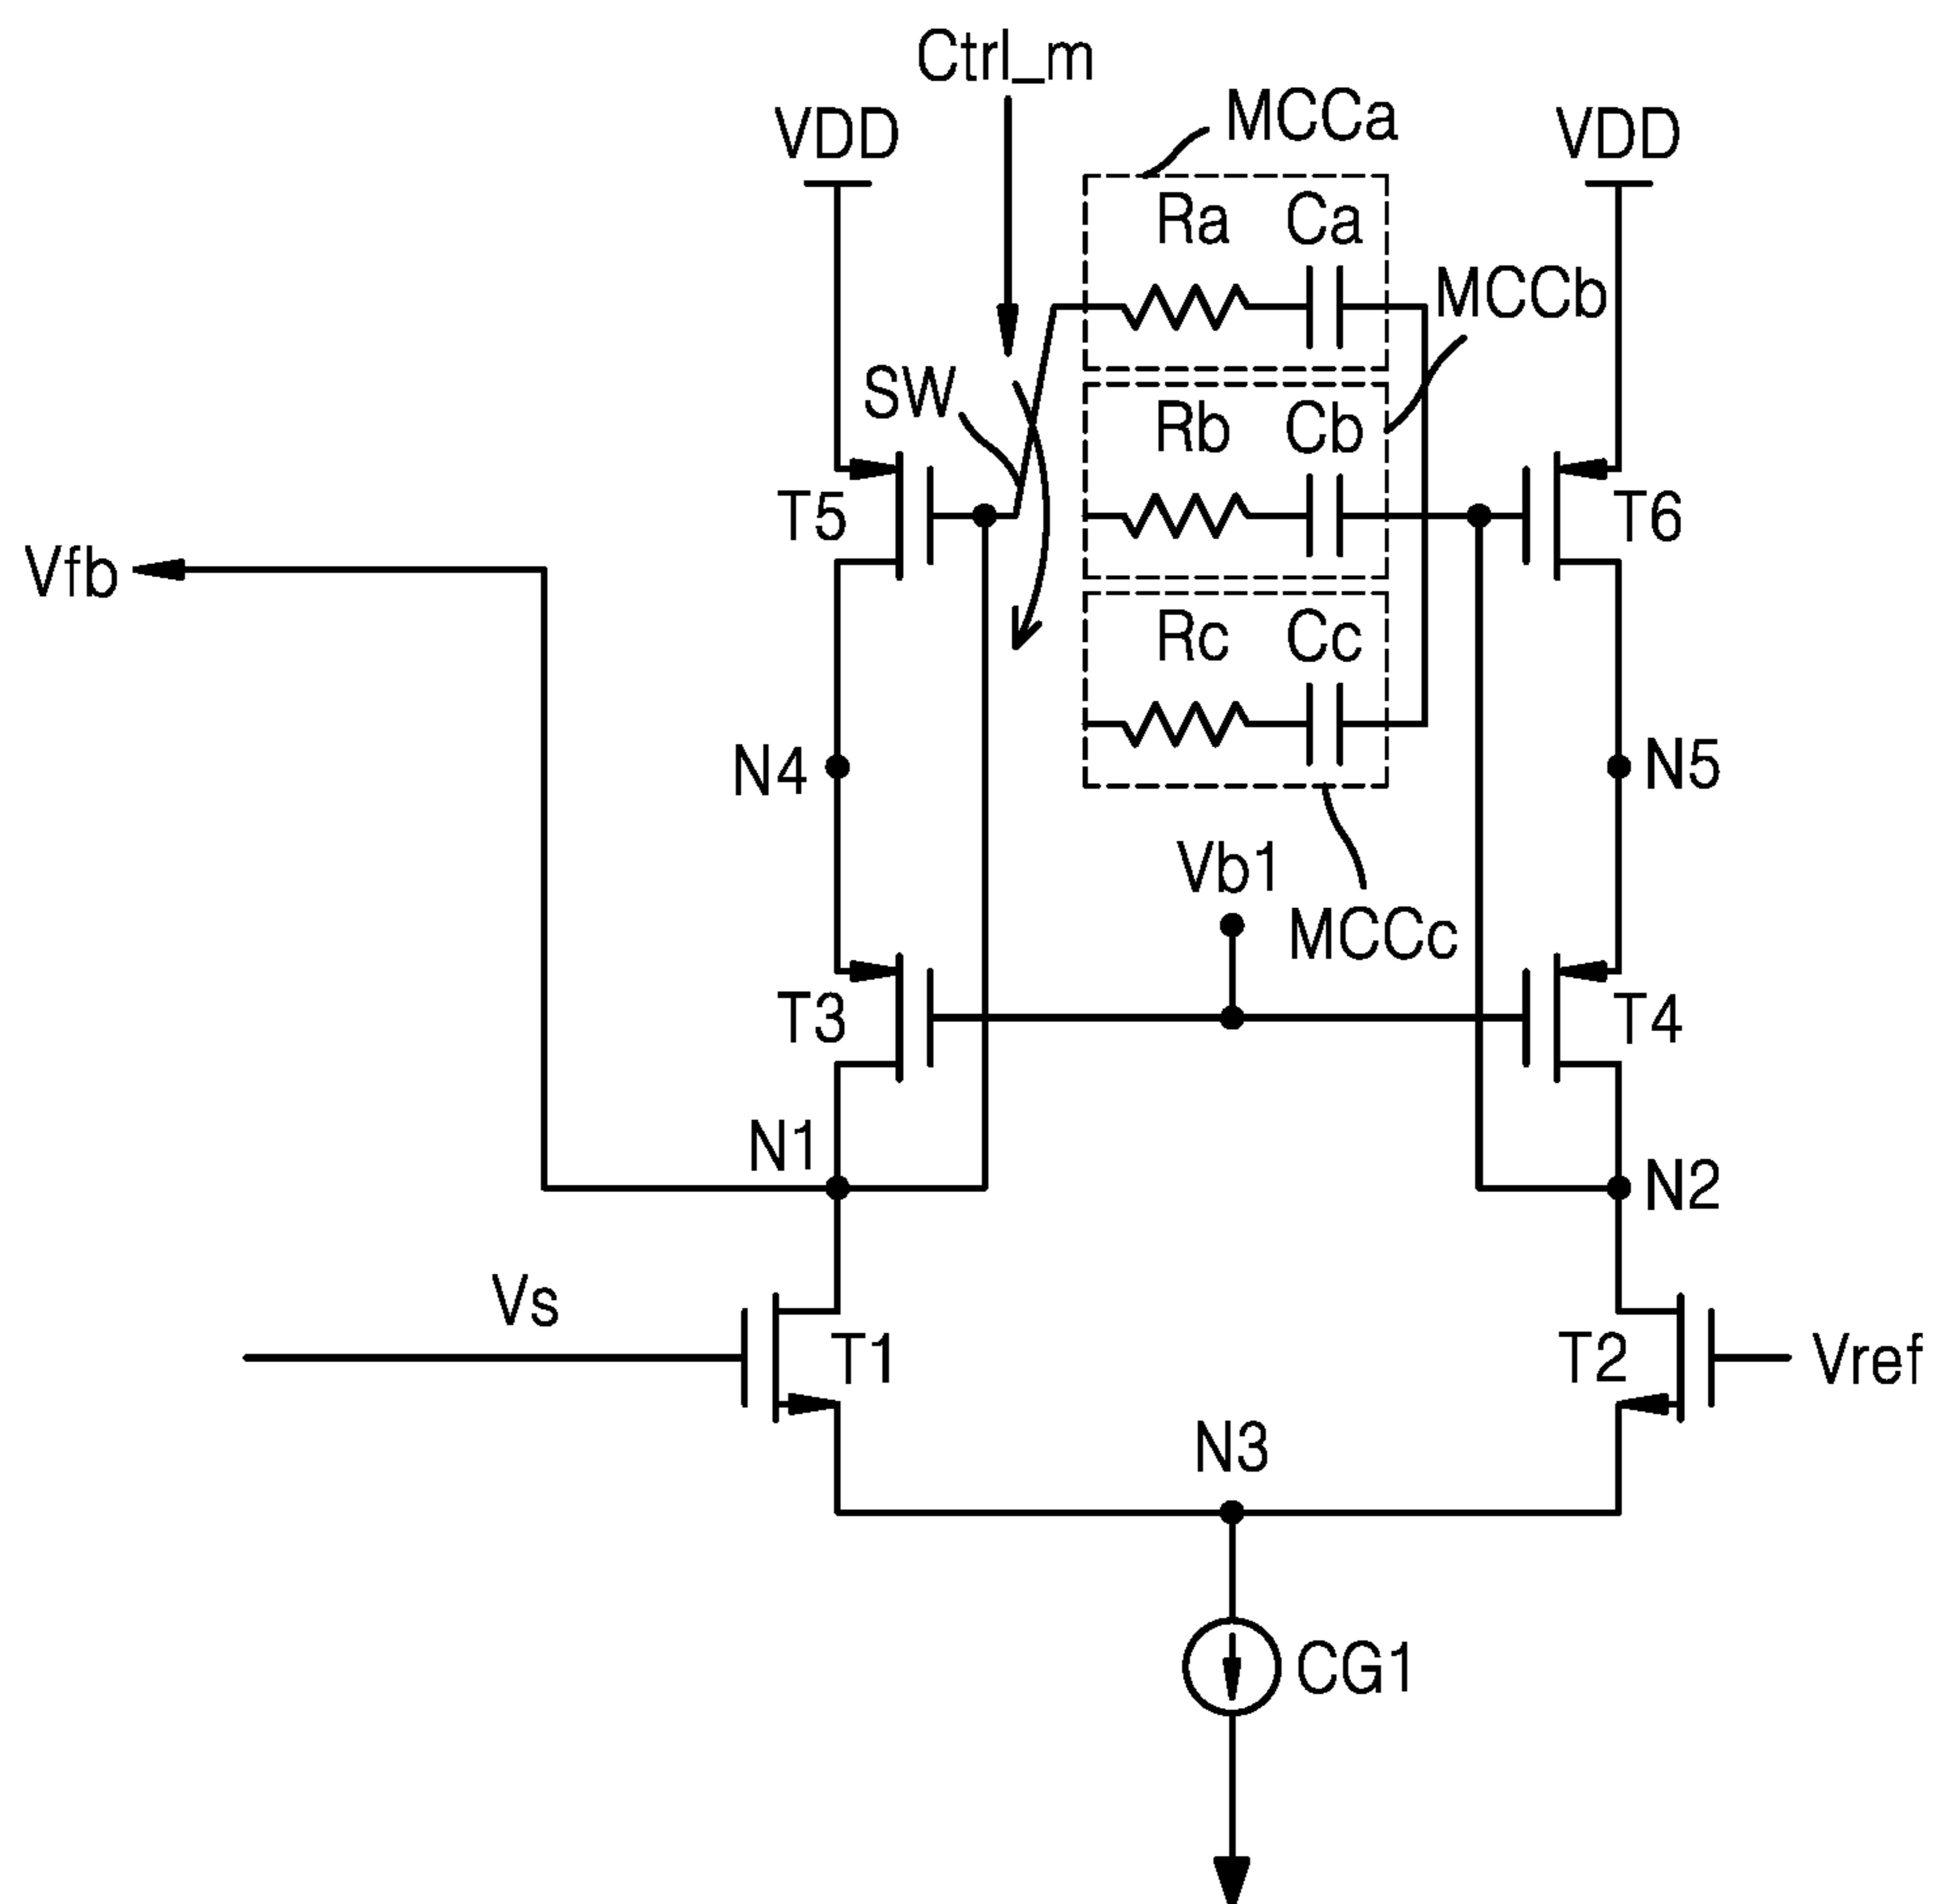 Ctrl_m
MCCa
VDD
VDD
Ra
Ca
MCCb
SW
Rb
Cb
T5
T6
Vfb
Rc
Cc
N4
N5
Vb1
MCCc
T3
T4
N1
N2
Vs
T1
T2
Vref
N3
CG1